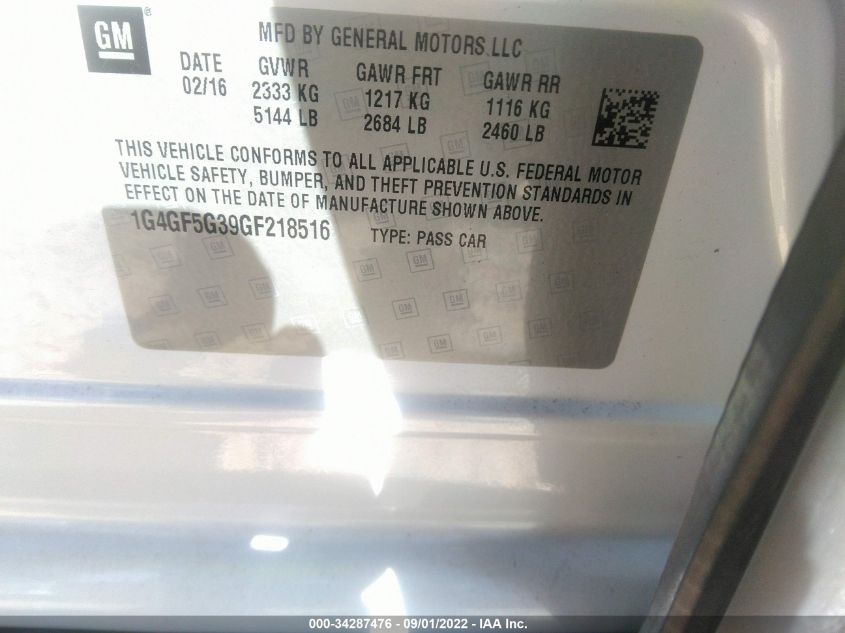 GM®
MFD BY GENERAL MOTORS LLC
DATE GVWR GAWR FRT GAWR RR
02/16 2333 KG 1217 KG 1116 KG
5144 LB 2684 LB 2460 LB
THIS VEHICLE CONFORMS TO ALL APPLICABLE U.S. FEDERAL MOTOR
VEHICLE SAFETY, BUMPER, AND THEFT PREVENTION STANDARDS IN
EFFECT ON THE DATE OF MANUFACTURE SHOWN ABOVE.
1G4GF5G39GF218516 TYPE: PASS CAR
000-34287476 - 09/01/2022 - IAA Inc.